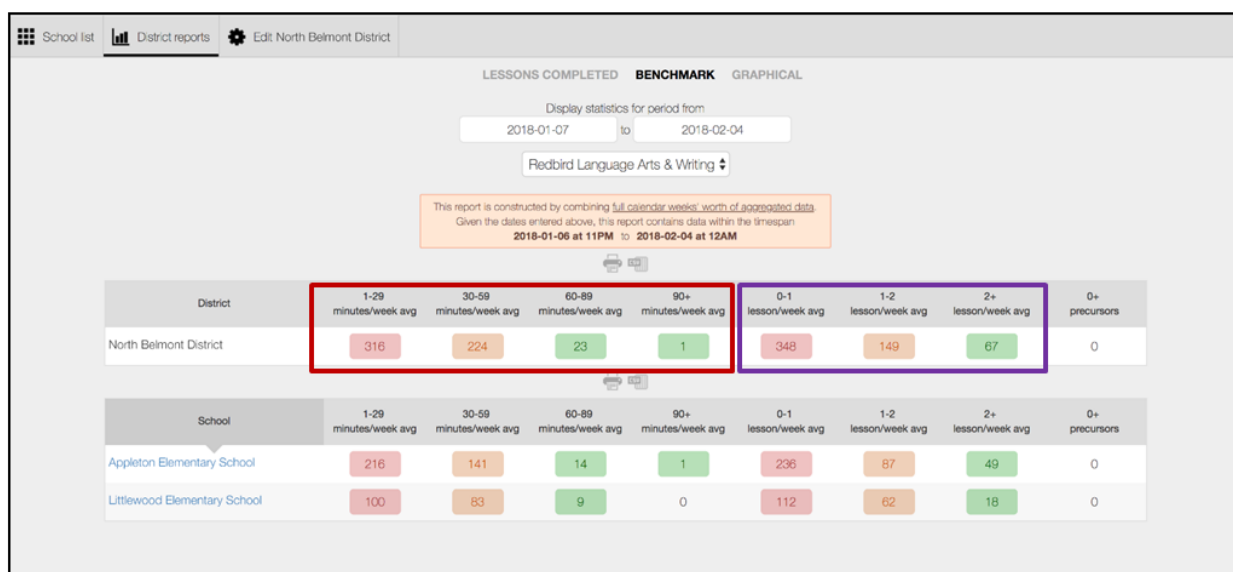 School list District reports Edit North Belmont District
LESSONS COMPLETED BENCHMARK GRAPHICAL
Display statistics for period from
2018-01-07 to 2018-02-04
Redbird Language Arts & Writing
This report is constructed by combining full calendar weeks' worth of aggregated data.
Given the dates entered above, this report contains data within the timespan
2018-01-06 at 11PM to 2018-02-04 at 12AM
District 1-29 minutes/week avg 30-59 minutes/week avg 60-89 minutes/week avg 90+ minutes/week avg 0-1 lesson/week avg 1-2 lesson/week avg 2+ lesson/week avg 0+ precursors
North Belmont District 316 224 23 1 348 149 67 0
School 1-29 minutes/week avg 30-59 minutes/week avg 60-89 minutes/week avg 90+ minutes/week avg 0-1 lesson/week avg 1-2 lesson/week avg 2+ lesson/week avg 0+ precursors
Appleton Elementary School 216 141 14 1 236 87 49 0
Littlewood Elementary School 100 83 9 0 112 62 18 0